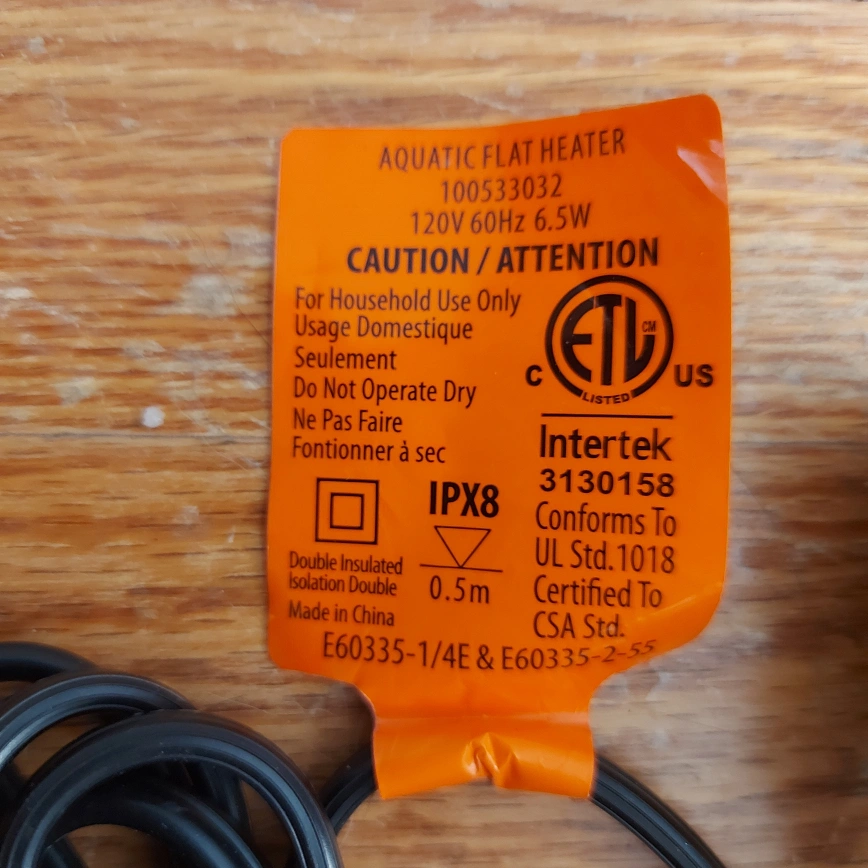 AQUATIC FLAT HEATER
100533032
120V 60Hz 6.5W
CAUTION / ATTENTION
For Household Use Only
Usage Domestique
Seulement
Do Not Operate Dry
Ne Pas Faire
Fontionner à sec
ETL CM
C US
LISTED
Intertek
3130158
Conforms To
UL Std.1018
Certified To
CSA Std.
IPX8
0.5m
Double Insulated
Isolation Double
Made in China
E60335-1/4E & E60335-2-55